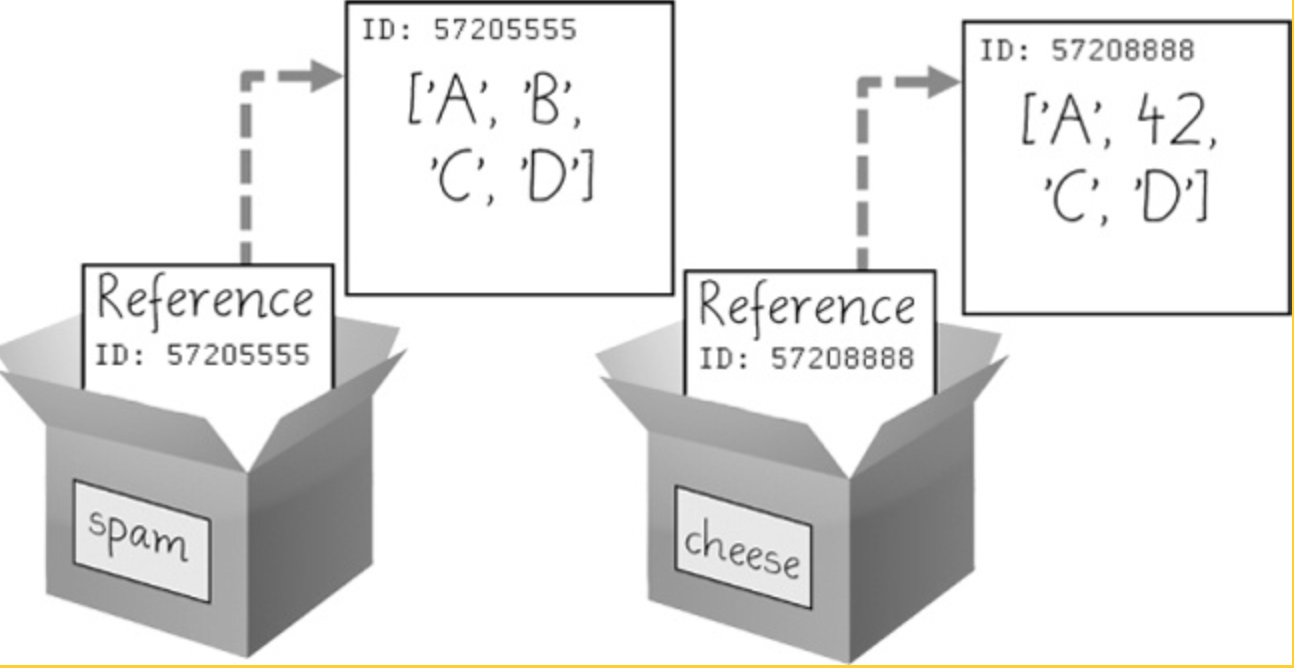 ID: 57205555
['A', 'B',
'C', 'D']
Reference
ID: 57205555
spam
ID: 57208888
['A', 42,
'C', 'D']
Reference
ID: 57208888
cheese